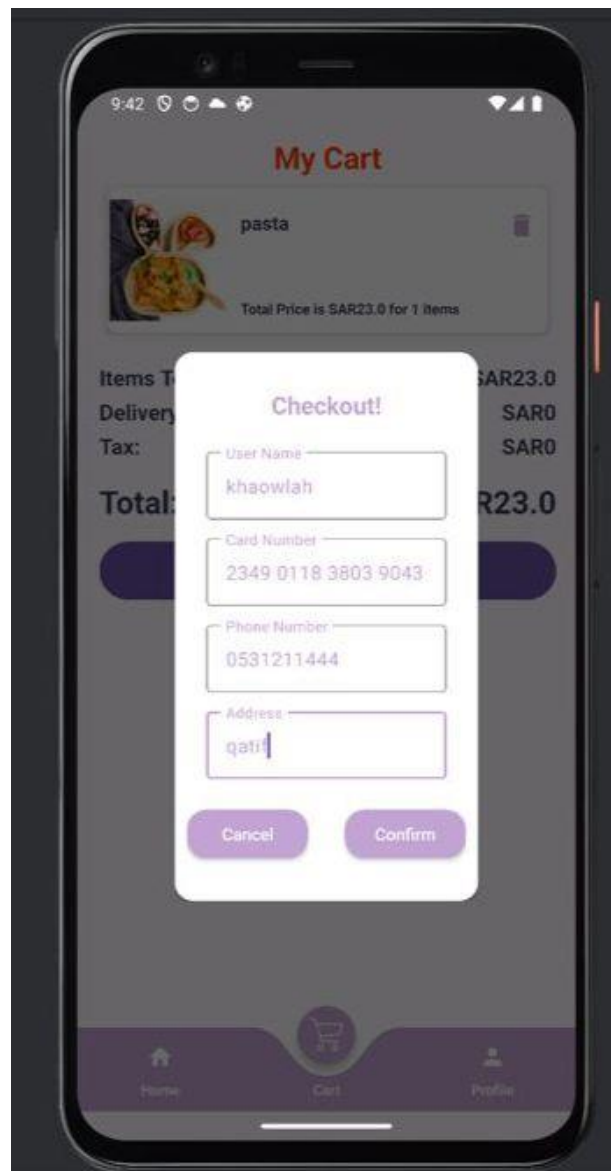 9:42
My Cart
pasta
Total Price is SAR23.0 for 1 items
Items T SAR23.0
Delivery SAR0
Tax: SAR0
Total: R23.0
Checkout!
User Name
khaowlah
Card Number
2349 0118 3803 9043
Phone Number
0531211444
Address
qatif
Cancel Confirm
Home Cart Profile